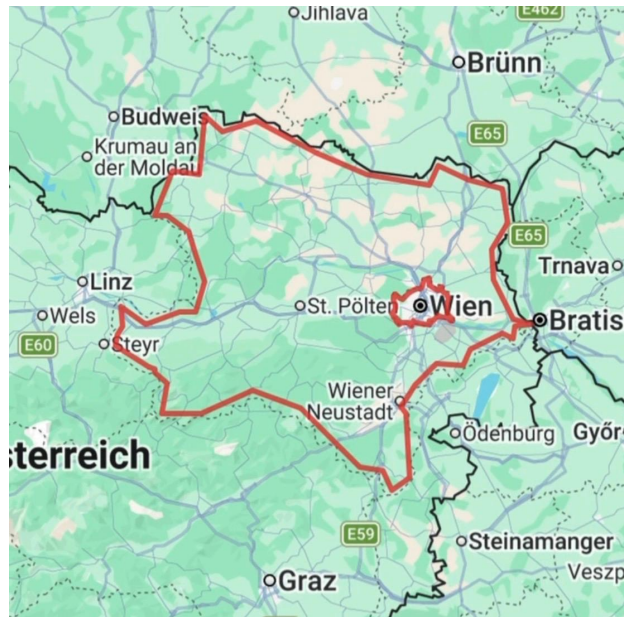 Jihlava
E462
Brünn
Budweis
E65
Krumau an
der Moldau
E65
Trnava
Linz
St. Pölten
Wien
Wels
Bratis
E60
Steyr
Wiener
Neustadt
Ödenburg
Győr
sterreich
E59
Steinamanger
Veszp
Graz